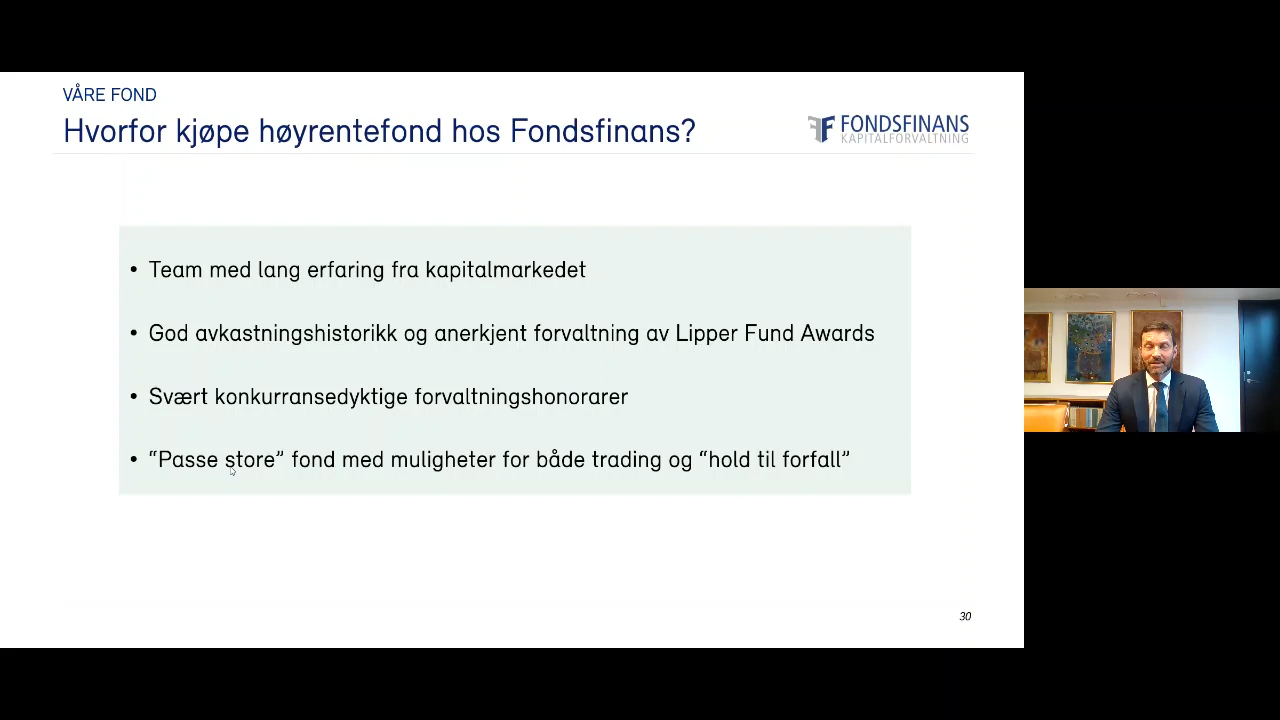 VÅRE FOND
Hvorfor kjøpe høyrentefond hos Fondsfinans?
FONDSFINANS
KAPITALFORVALTNING
• Team med lang erfaring fra kapitalmarkedet
• God avkastningshistorikk og anerkjent forvaltning av Lipper Fund Awards
• Svært konkurransedyktige forvaltningshonorarer
• “Passe store” fond med muligheter for både trading og “hold til forfall”
30